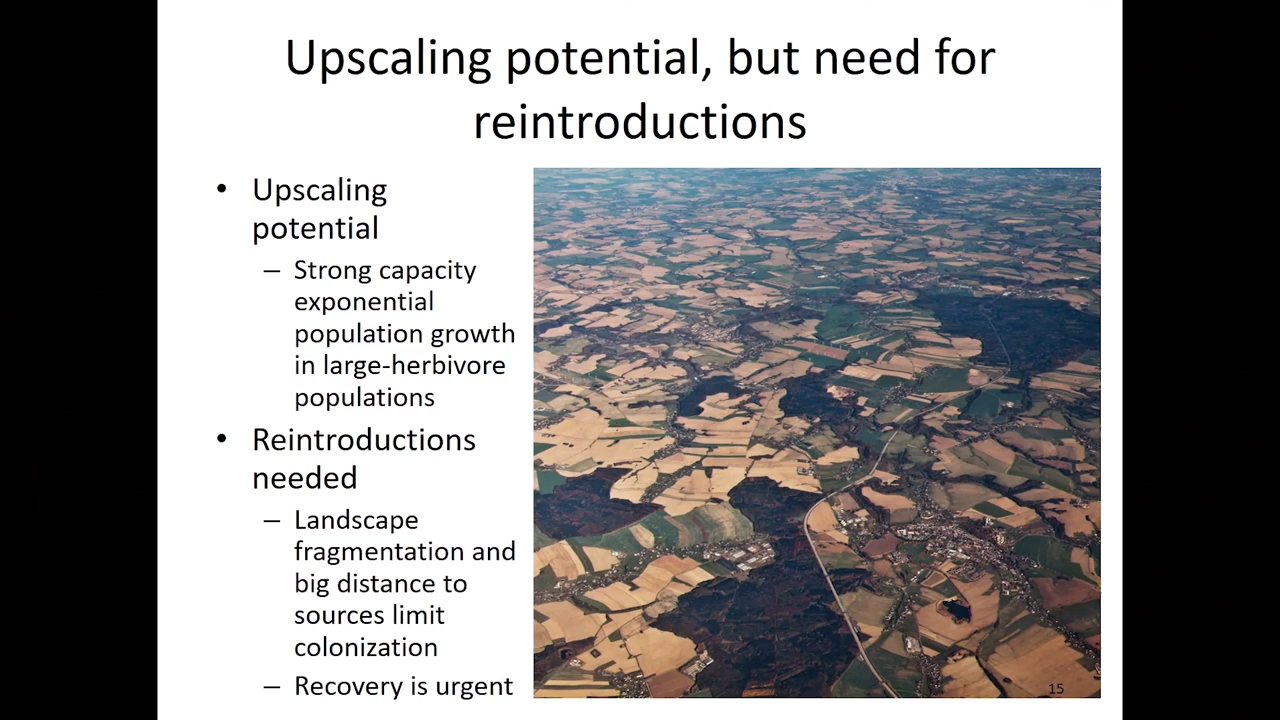 Upscaling potential, but need for
reintroductions
• Upscaling
potential
– Strong capacity
exponential
population growth
in large-herbivore
populations
• Reintroductions
needed
– Landscape
fragmentation and
big distance to
sources limit
colonization
– Recovery is urgent
15